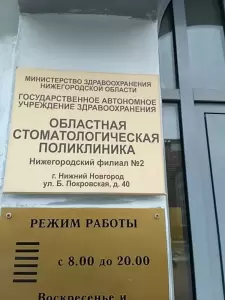 МИНИСТЕРСТВО ЗДРАВООХРАНЕНИЯ
НИЖЕГОРОДСКОЙ ОБЛАСТИ
ГОСУДАРСТВЕННОЕ АВТОНОМНОЕ
УЧРЕЖДЕНИЕ ЗДРАВООХРАНЕНИЯ
ОБЛАСТНАЯ
СТОМАТОЛОГИЧЕСКАЯ
ПОЛИКЛИНИКА
Нижегородский филиал №2
г. Нижний Новгород
ул. Б. Покровская, д. 40
РЕЖИМ РАБОТЫ
с 8.00 до 20.00
Воскресенье и